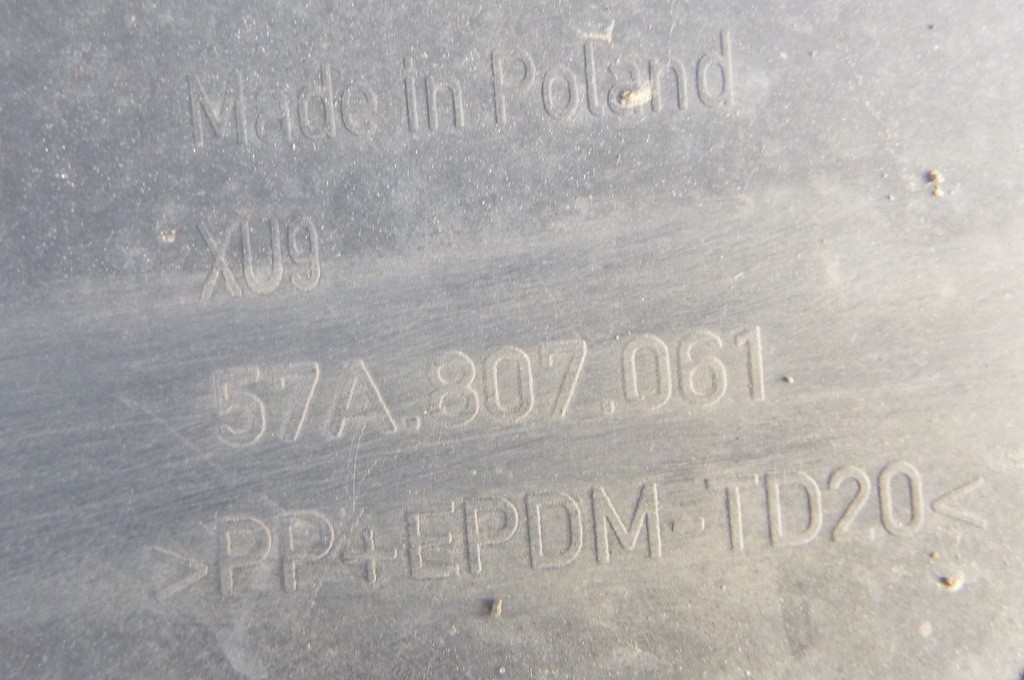 Made in Poland
XU9
57A.807.061
>PP+EPDM-TD20<